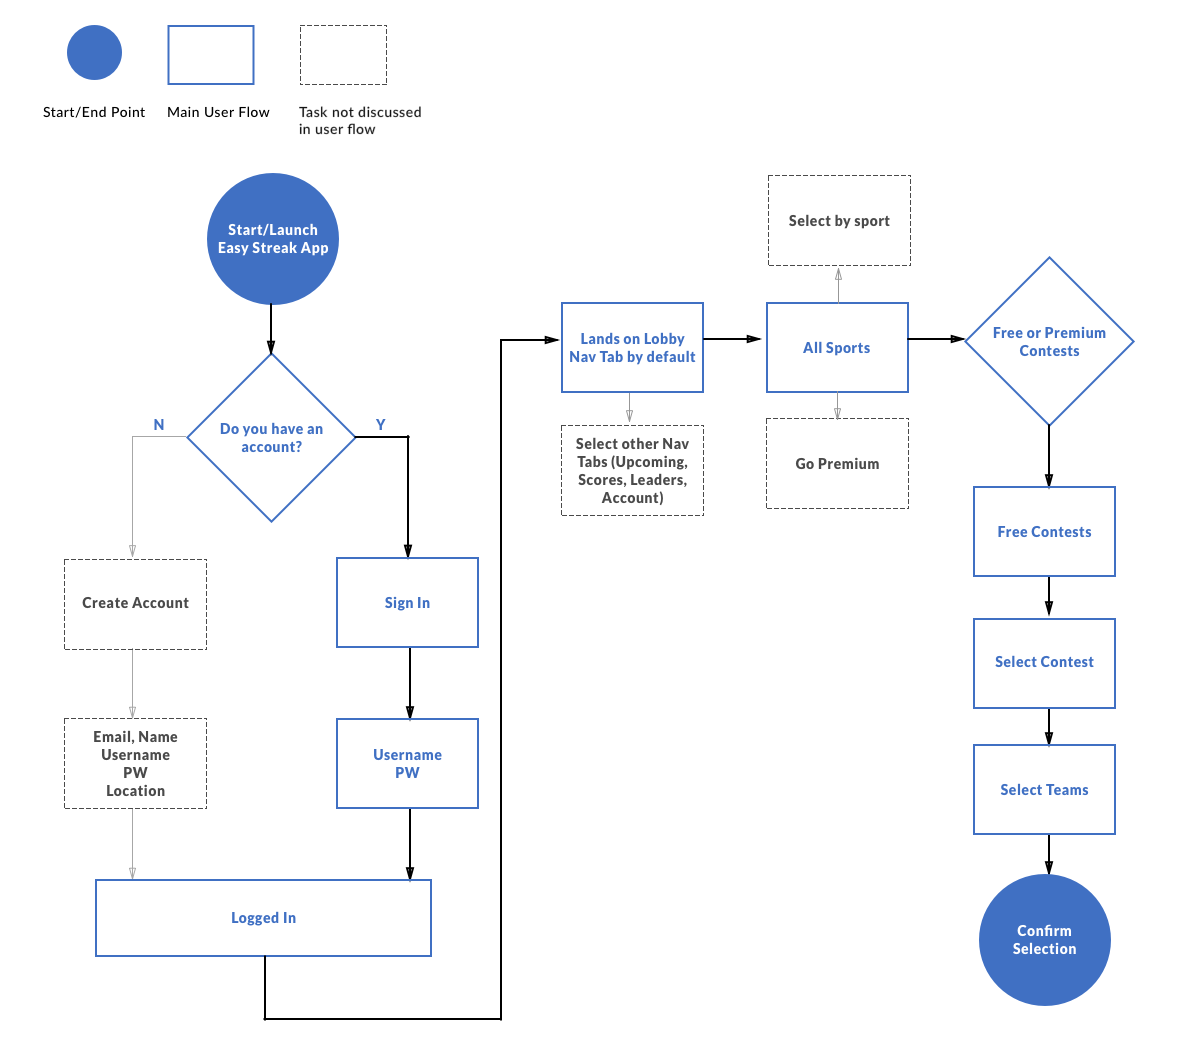 Start/End Point
Main User Flow
Task not discussed
in user flow
Start/Launch
Easy Streak App
Do you have an
account?
N
Y
Create Account
Sign In
Email, Name
Username
PW
Location
Username
PW
Logged In
Lands on Lobby
Nav Tab by default
Select other Nav
Tabs (Upcoming,
Scores, Leaders,
Account)
Select by sport
All Sports
Go Premium
Free or Premium
Contests
Free Contests
Select Contest
Select Teams
Confirm
Selection